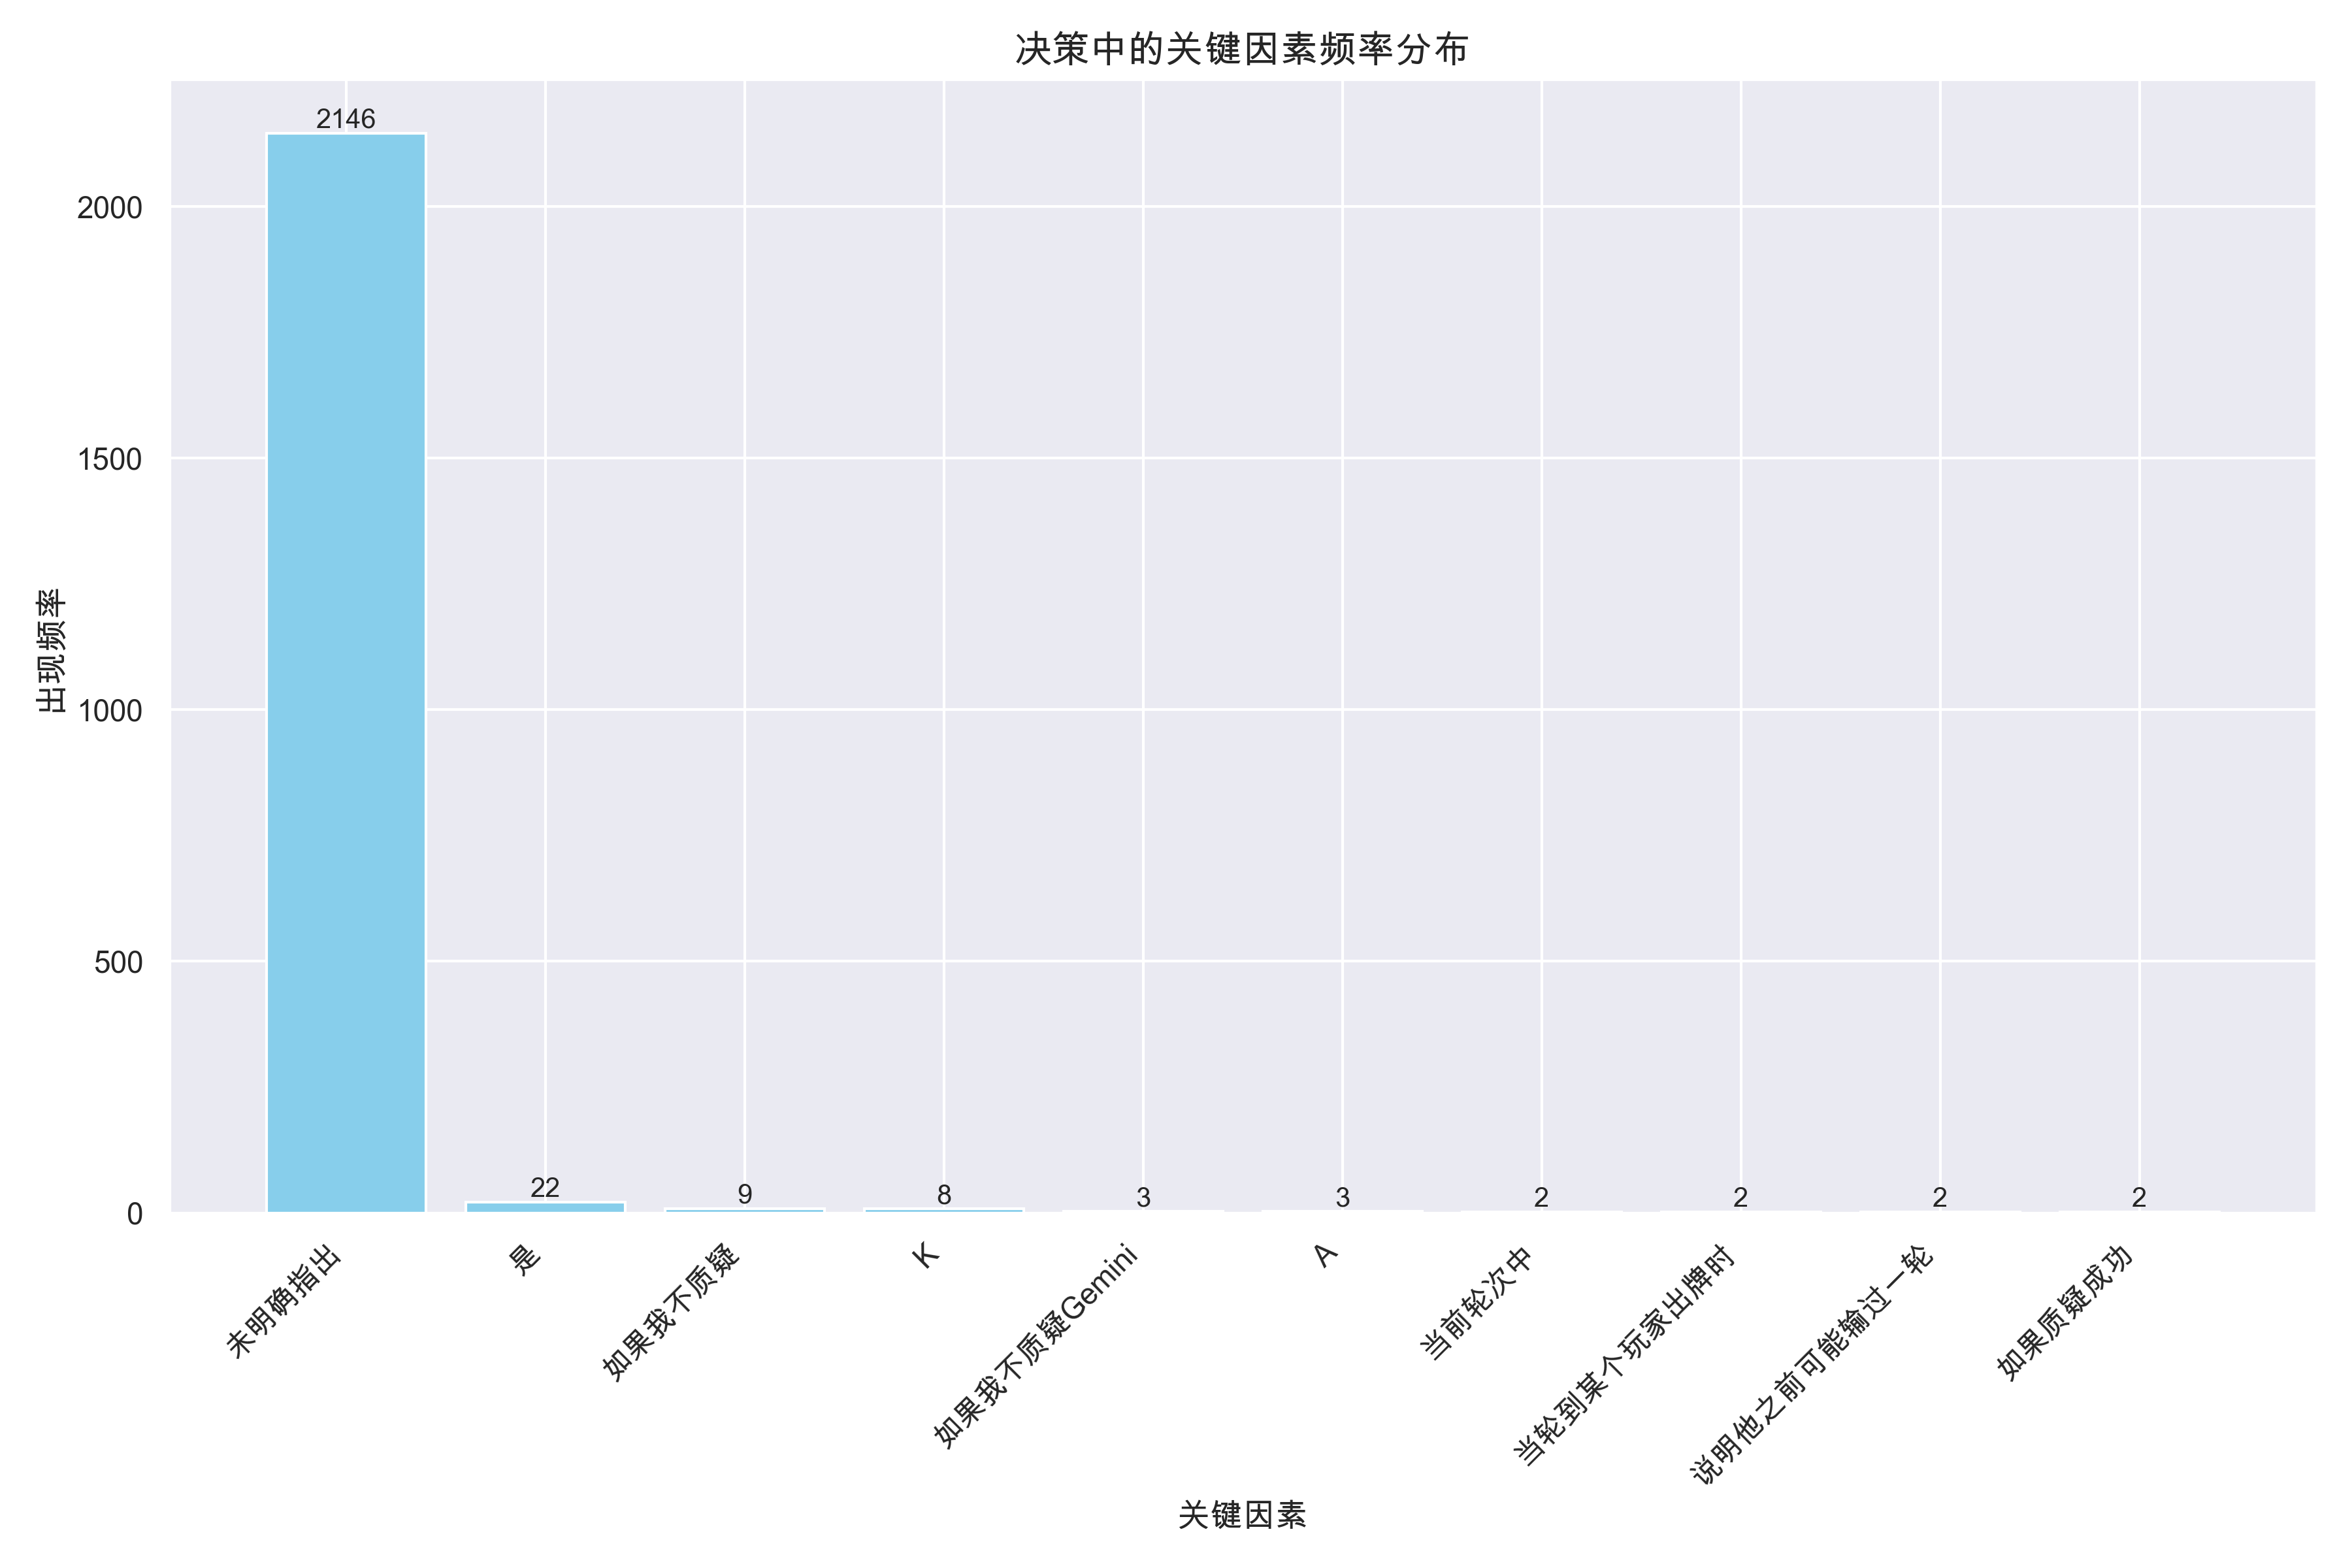 决策中的关键因素频率分布
出现频率
2000
1500
1000
500
0
2146
22
9
8
3
3
2
2
2
2
未明确指出
是
如果我不质疑
K
如果我不质疑Gemini
A
当前轮次中
当轮到某个玩家出牌时
说明他之前可能输过一轮
如果质疑成功
关键因素